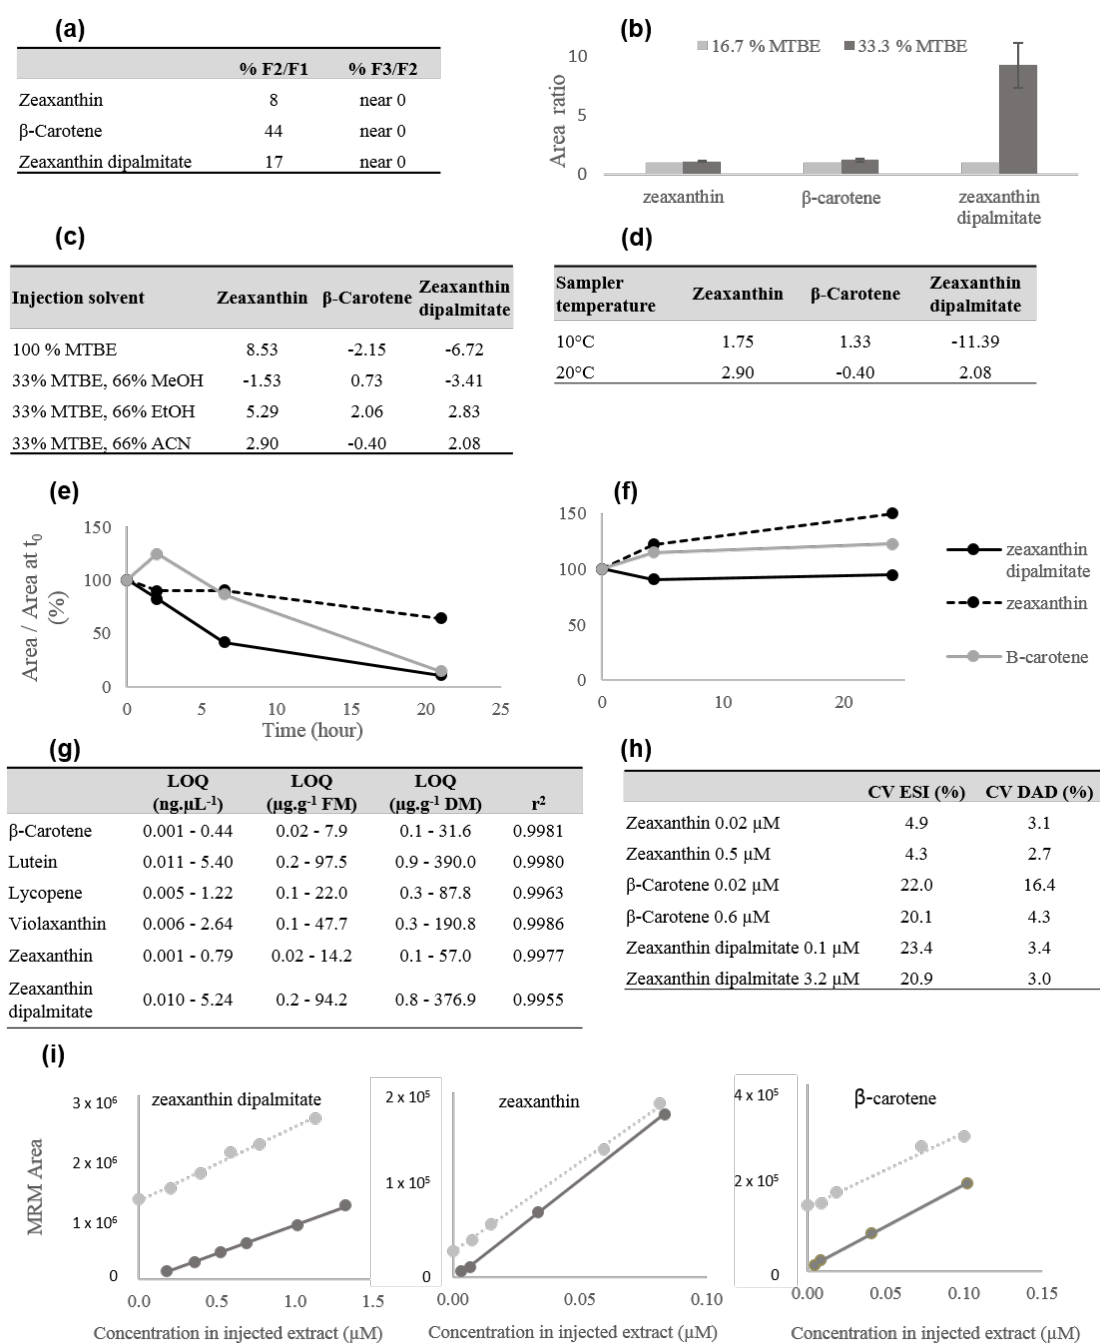 (a)
% F2/F1 % F3/F2
Zeaxanthin 8 near 0
β-Carotene 44 near 0
Zeaxanthin dipalmitate 17 near 0
(b)
16.7 % MTBE 33.3 % MTBE
Area ratio
10
5
0
zeaxanthin β-carotene zeaxanthin
dipalmitate
(c)
Injection solvent Zeaxanthin β-Carotene Zeaxanthin
dipalmitate
100 % MTBE 8.53 -2.15 -6.72
33% MTBE, 66% MeOH -1.53 0.73 -3.41
33% MTBE, 66% EtOH 5.29 2.06 2.83
33% MTBE, 66% ACN 2.90 -0.40 2.08
(d)
Sampler
temperature Zeaxanthin β-Carotene Zeaxanthin
dipalmitate
10°C 1.75 1.33 -11.39
20°C 2.90 -0.40 2.08
(e)
Area / Area at t0
(%)
150
100
50
0
0 5 10 15 20 25
Time (hour)
(f)
150
100
50
0
0 10 20
zeaxanthin
dipalmitate
zeaxanthin
B-carotene
(g)
LOQ LOQ LOQ
(ng.µL-1) (µg.g-1 FM) (µg.g-1 DM) r2
β-Carotene 0.001 - 0.44 0.02 - 7.9 0.1 - 31.6 0.9981
Lutein 0.011 - 5.40 0.2 - 97.5 0.9 - 390.0 0.9980
Lycopene 0.005 - 1.22 0.1 - 22.0 0.3 - 87.8 0.9963
Violaxanthin 0.006 - 2.64 0.1 - 47.7 0.3 - 190.8 0.9986
Zeaxanthin 0.001 - 0.79 0.02 - 14.2 0.1 - 57.0 0.9977
Zeaxanthin
dipalmitate 0.010 - 5.24 0.2 - 94.2 0.8 - 376.9 0.9955
(h)
CV ESI (%) CV DAD (%)
Zeaxanthin 0.02 µM 4.9 3.1
Zeaxanthin 0.5 µM 4.3 2.7
β-Carotene 0.02 µM 22.0 16.4
β-Carotene 0.6 µM 20.1 4.3
Zeaxanthin dipalmitate 0.1 µM 23.4 3.4
Zeaxanthin dipalmitate 3.2 µM 20.9 3.0
(i)
MRM Area
zeaxanthin dipalmitate
3 x 10⁶
2 x 10⁶
1 x 10⁶
0
0.0 0.5 1.0 1.5
Concentration in injected extract (µM)
zeaxanthin
2 x 10⁵
1 x 10⁵
0
0.00 0.05 0.10
Concentration in injected extract (µM)
β-carotene
4 x 10⁵
2 x 10⁵
0
0.00 0.05 0.10 0.15
Concentration in injected extract (µM)